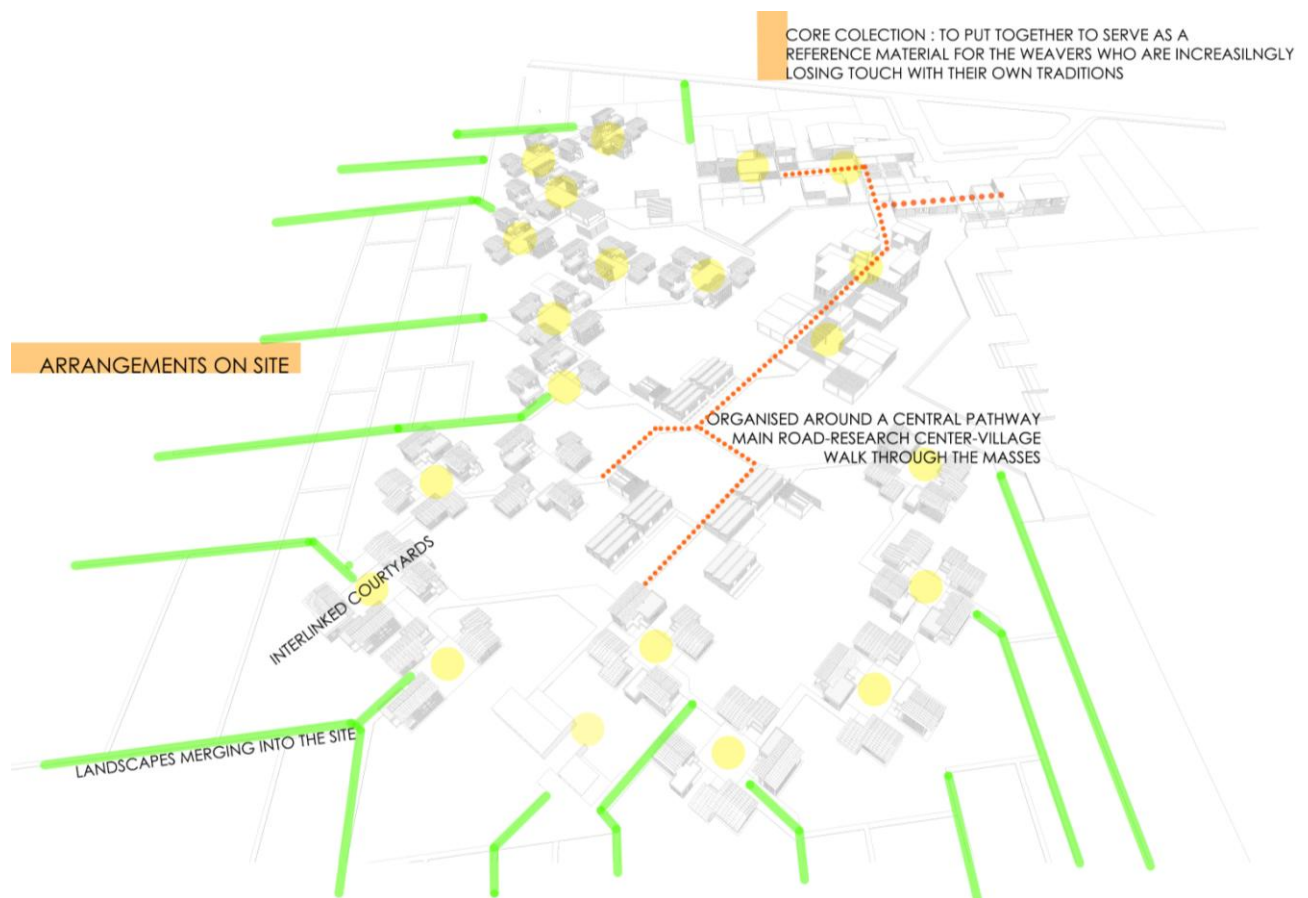 CORE COLECTION : TO PUT TOGETHER TO SERVE AS A
REFERENCE MATERIAL FOR THE WEAVERS WHO ARE INCREASILNGLY
LOSING TOUCH WITH THEIR OWN TRADITIONS
ARRANGEMENTS ON SITE
ORGANISED AROUND A CENTRAL PATHWAY
MAIN ROAD-RESEARCH CENTER-VILLAGE
WALK THROUGH THE MASSES
INTERLINKED COURTYARDS
LANDSCAPES MERGING INTO THE SITE